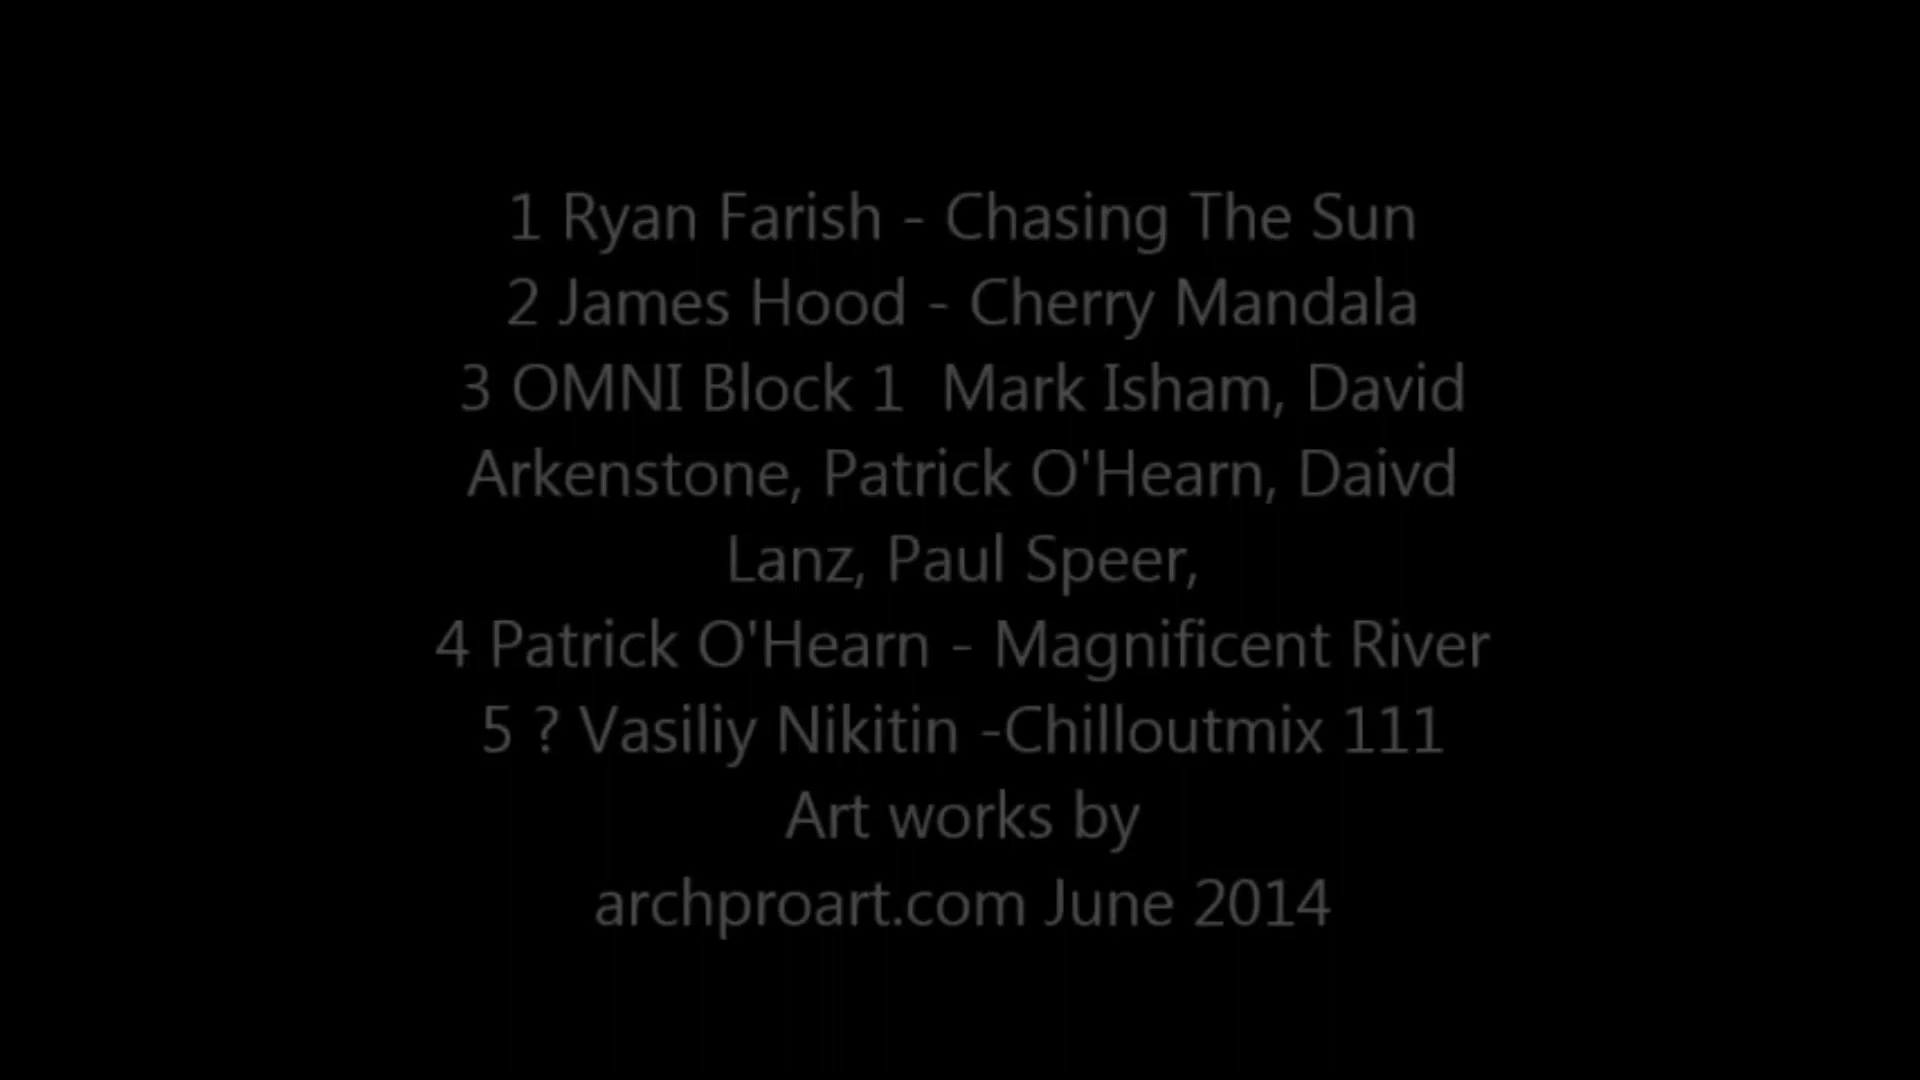 1 Ryan Farish - Chasing The Sun
2 James Hood - Cherry Mandala
3 OMNI Block 1  Mark Isham, David
Arkenstone, Patrick O'Hearn, Daivd
Lanz, Paul Speer,
4 Patrick O'Hearn - Magnificent River
5 ? Vasiliy Nikitin -Chilloutmix 111
Art works by
archproart.com June 2014